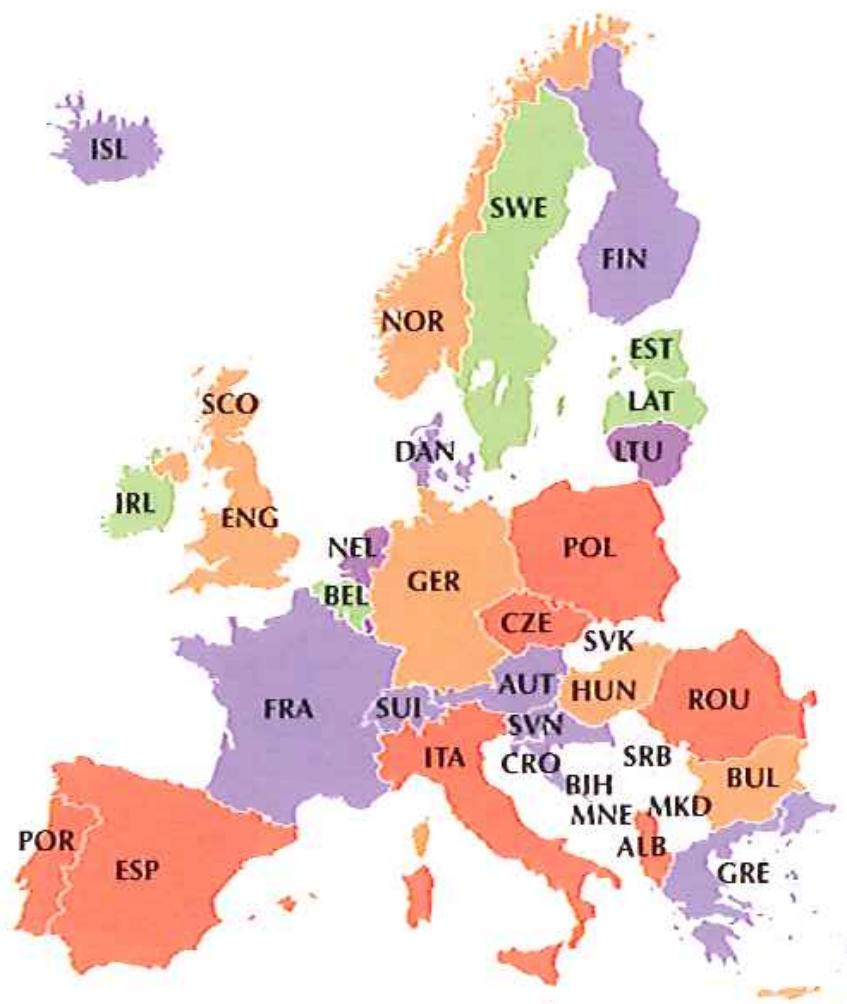 ISL
SWE
FIN
NOR
EST
SCO
LAT
DAN
LTU
IRL
ENG
NEL
POL
GER
BEL
CZE
SVK
AUT
HUN
ROU
FRA
SUI
SVN
ITA
CRO
SRB
BUL
BJH
MKD
MNE
POR
ALB
ESP
GRE